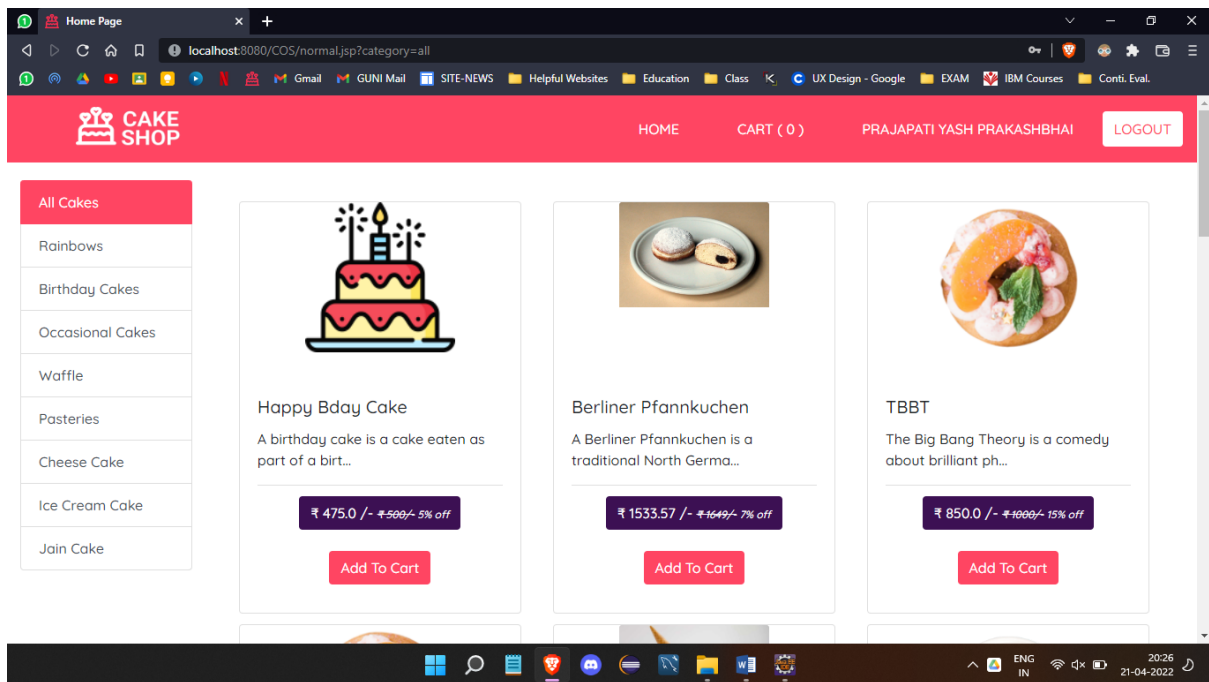 1
Home Page
localhost:8080/COS/normal.jsp?category=all
1
Gmail
GUNI Mail
SITE-NEWS
Helpful Websites
Education
Class
UX Design - Google
EXAM
IBM Courses
Conti. Eval.
CAKE
SHOP
HOME
CART ( 0 )
PRAJAPATI YASH PRAKASHBHAI
LOGOUT
All Cakes
Rainbows
Birthday Cakes
Occasional Cakes
Waffle
Pasteries
Cheese Cake
Ice Cream Cake
Jain Cake
Happy Bday Cake
A birthday cake is a cake eaten as
part of a birt...
₹ 475.0 /- ₹500/- 5% off
Add To Cart
Berliner Pfannkuchen
A Berliner Pfannkuchen is a
traditional North Germa...
₹ 1533.57 /- ₹1649/- 7% off
Add To Cart
TBBT
The Big Bang Theory is a comedy
about brilliant ph...
₹ 850.0 /- ₹1000/- 15% off
Add To Cart
ENG
IN
20:26
21-04-2022